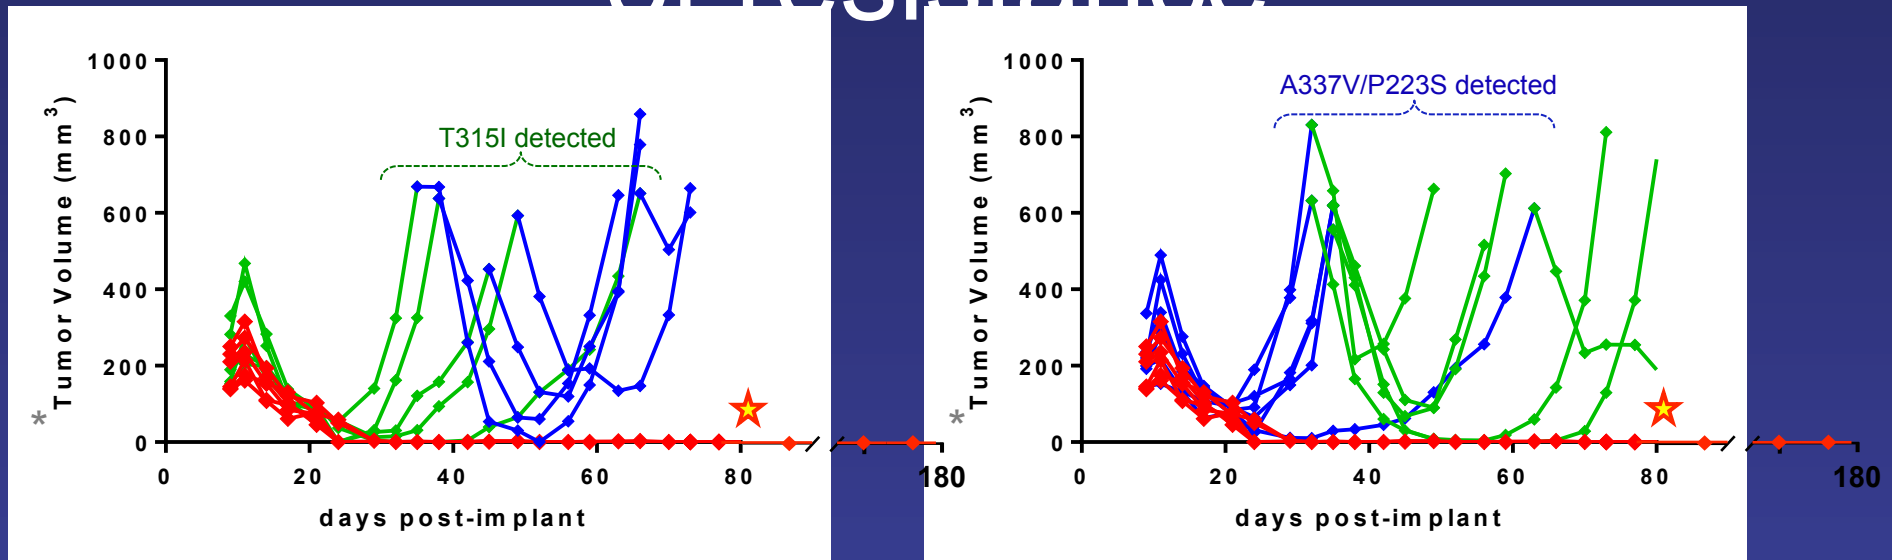 1000
800
600
400
200
0
Tumor Volume (mm³)
*
T315I detected
0 20 40 60 80 180
days post-implant
1000
800
600
400
200
0
Tumor Volume (mm³)
*
A337V/P223S detected
0 20 40 60 80 180
days post-implant